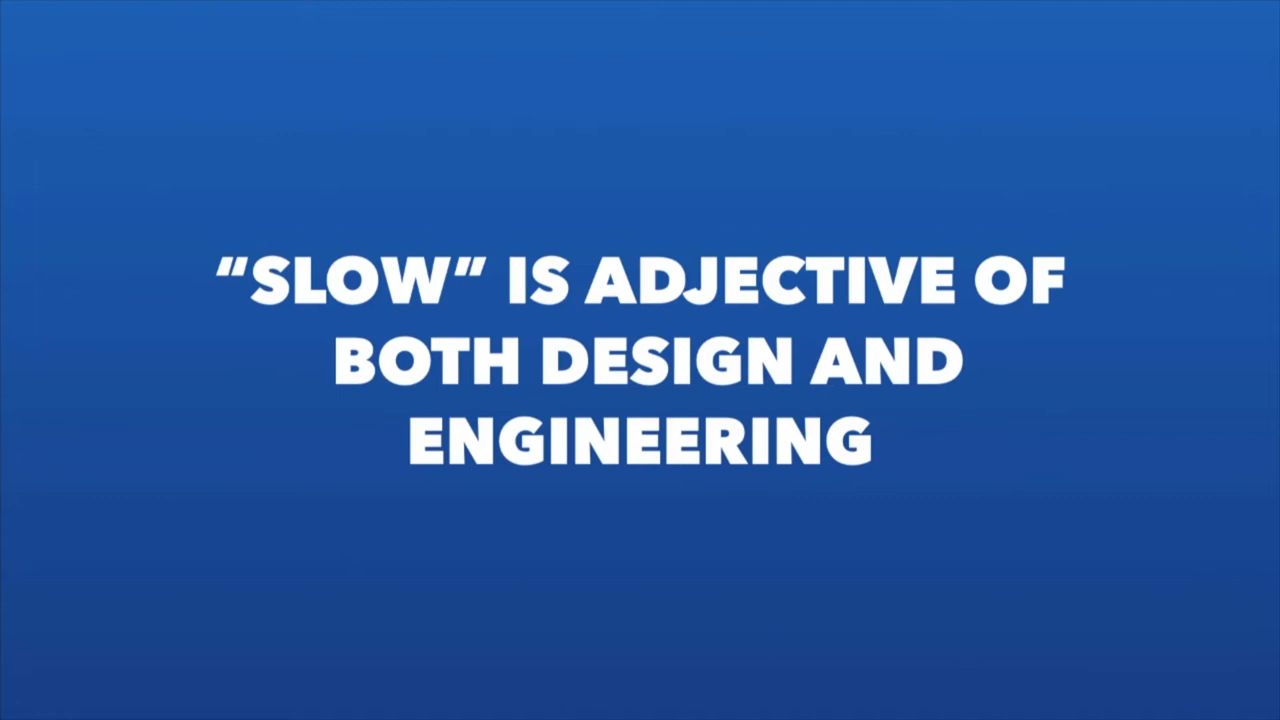 “SLOW” IS ADJECTIVE OF
BOTH DESIGN AND
ENGINEERING